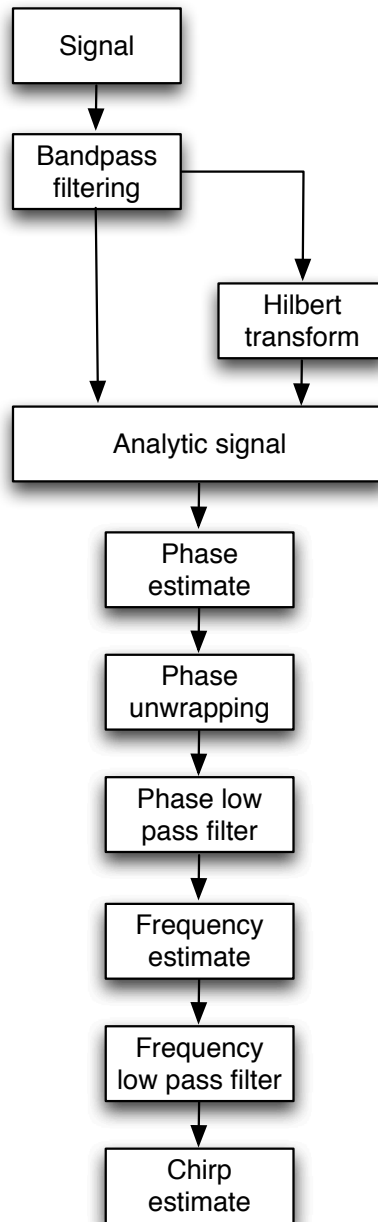 Signal
Bandpass
filtering
Hilbert
transform
Analytic signal
Phase
estimate
Phase
unwrapping
Phase low
pass filter
Frequency
estimate
Frequency
low pass filter
Chirp
estimate